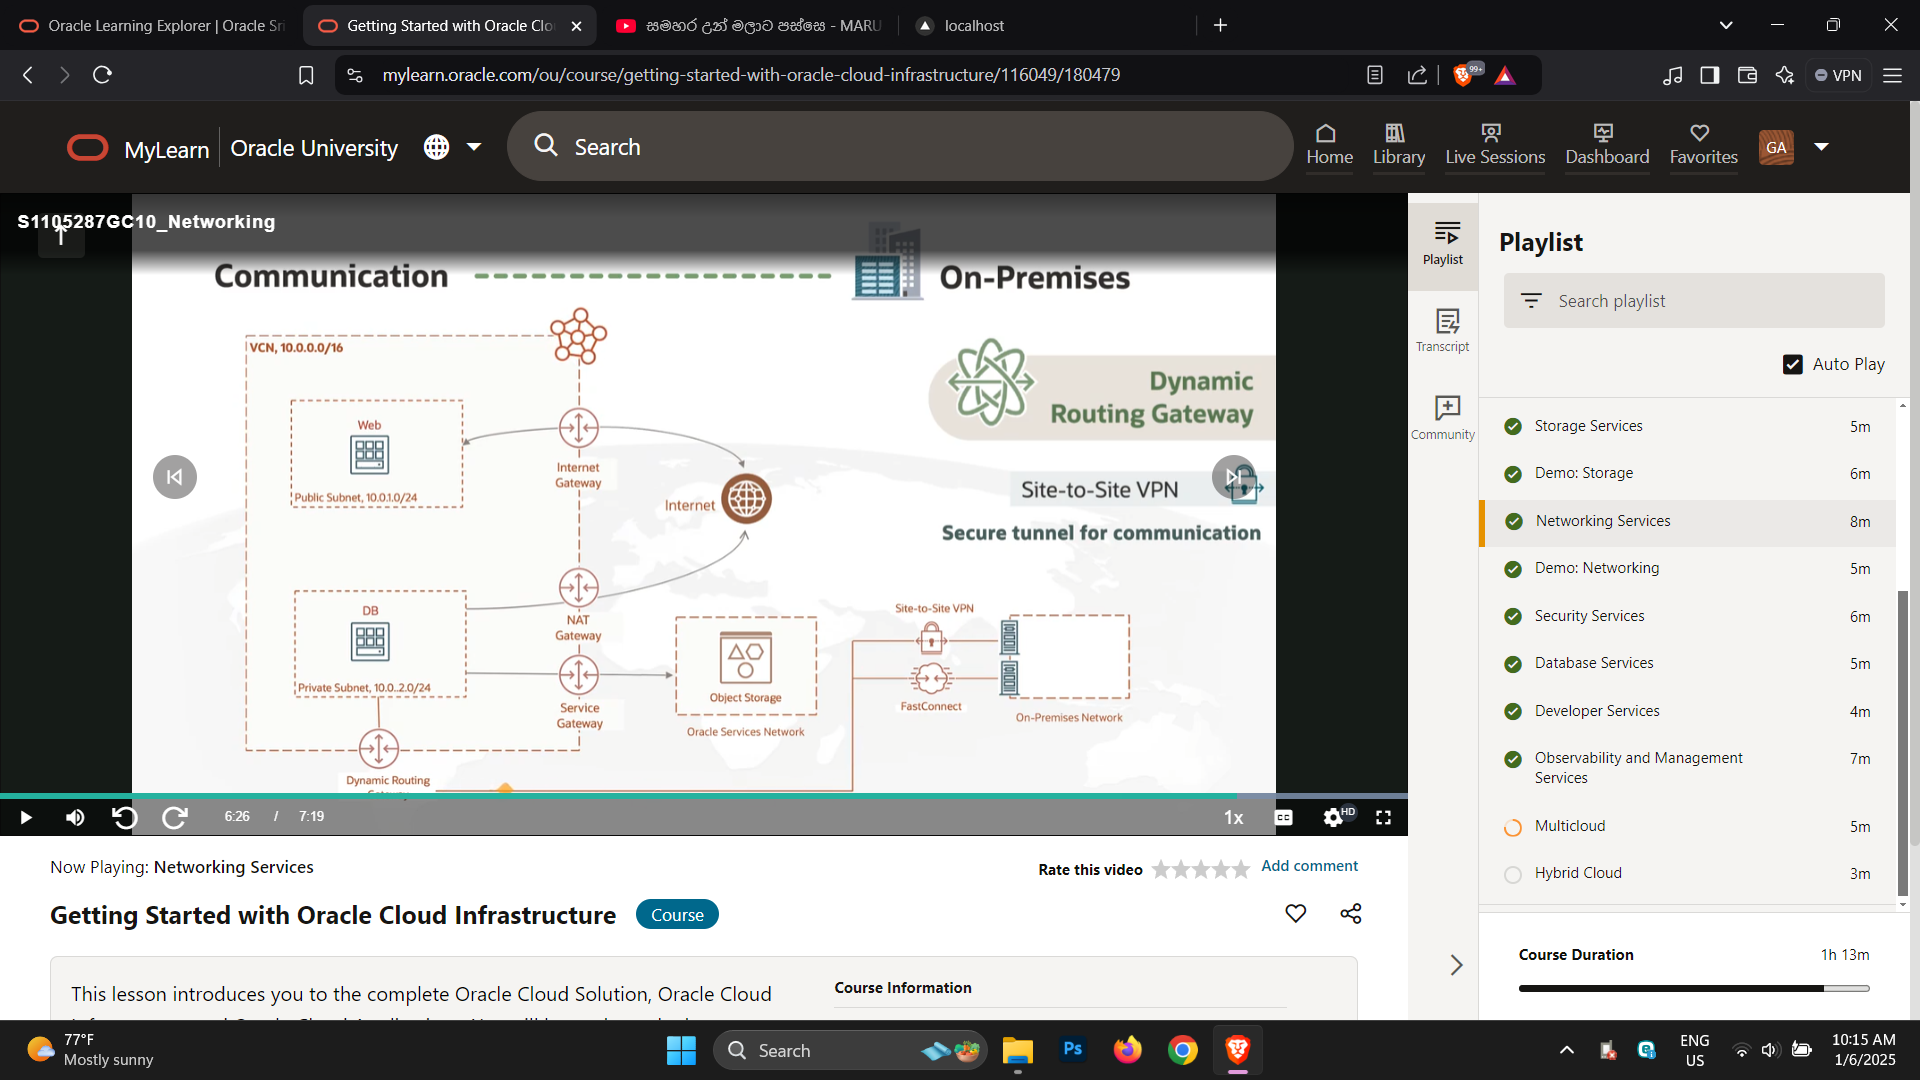 Oracle Learning Explorer | Oracle Sri
Getting Started with Oracle Clo
සමහර උන් මලාට පස්සෙ - MARU
localhost
mylearn.oracle.com/ou/course/getting-started-with-oracle-cloud-infrastructure/116049/180479
99+
VPN
MyLearn
Oracle University
Search
Home
Library
Live Sessions
Dashboard
Favorites
GA
S1105287GC10_Networking
Communication
On-Premises
VCN, 10.0.0.0/16
Web
Public Subnet, 10.0.1.0/24
Internet
Gateway
Internet
DB
Private Subnet, 10.0..2.0/24
NAT
Gateway
Service
Gateway
Dynamic Routing
Object Storage
Oracle Services Network
Dynamic
Routing Gateway
Site-to-Site VPN
Secure tunnel for communication
Site-to-Site VPN
FastConnect
On-Premises Network
6:26 / 7:19
1x
CC
HD
Playlist
Transcript
Community
Playlist
Search playlist
Auto Play
Storage Services 5m
Demo: Storage 6m
Networking Services 8m
Demo: Networking 5m
Security Services 6m
Database Services 5m
Developer Services 4m
Observability and Management
Services 7m
Multicloud 5m
Hybrid Cloud 3m
Course Duration 1h 13m
Now Playing: Networking Services
Rate this video
Add comment
Getting Started with Oracle Cloud Infrastructure
Course
This lesson introduces you to the complete Oracle Cloud Solution, Oracle Cloud
Course Information
77°F
Mostly sunny
Search
Ps
ENG
US
10:15 AM
1/6/2025